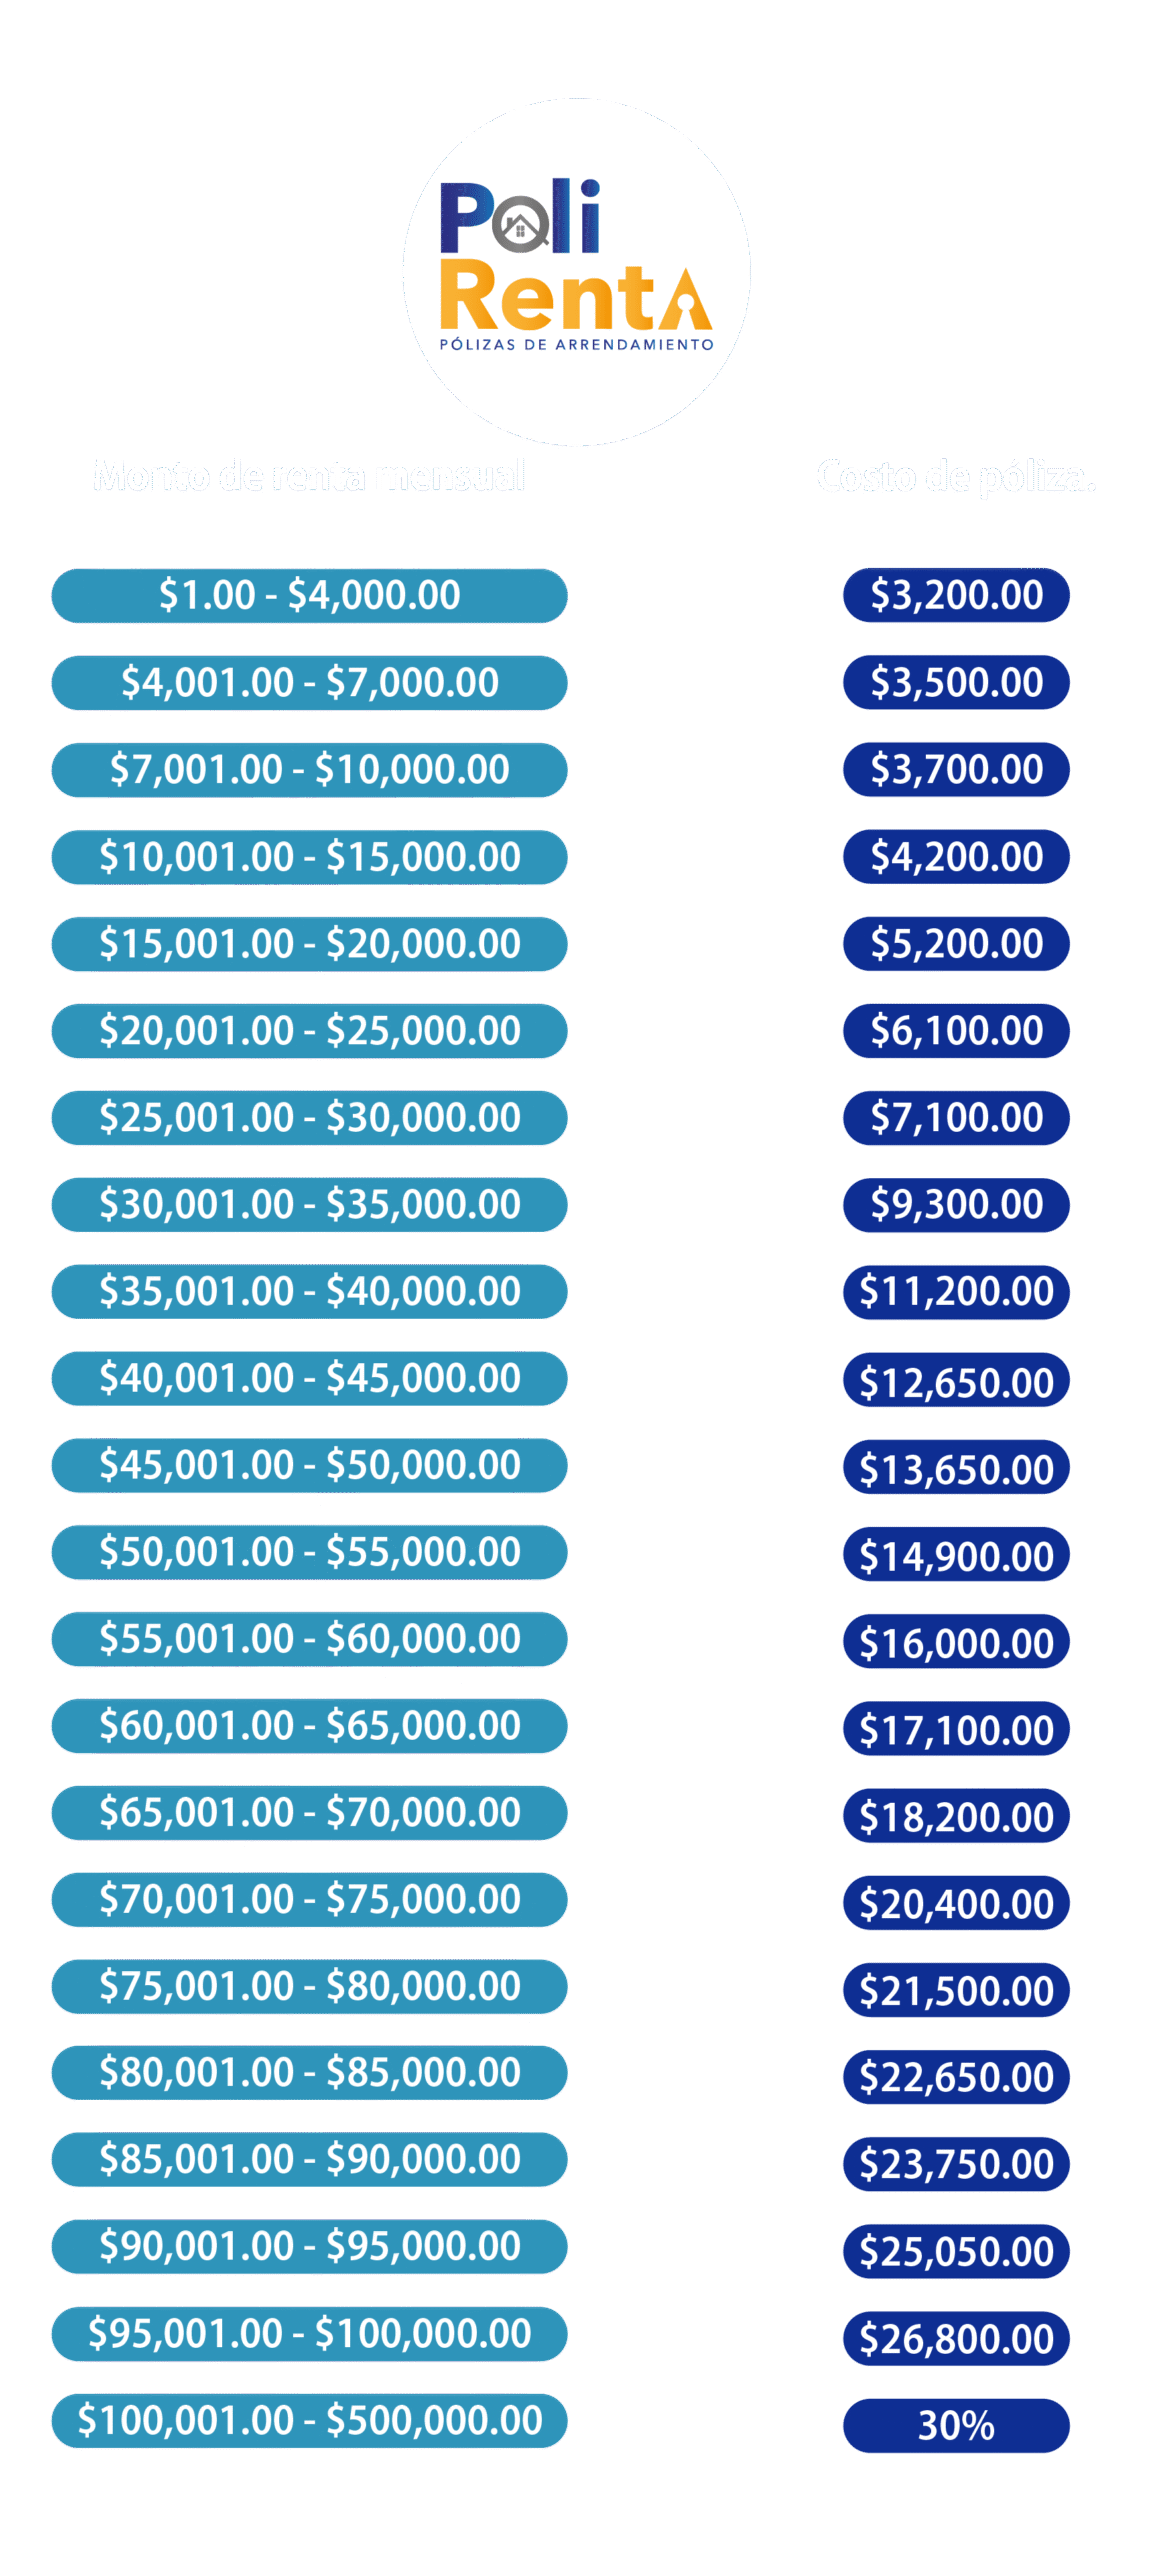 Poli
Renta
PÓLIZAS DE ARRENDAMIENTO
Monto de renta mensual Costo de póliza.
$1.00 - $4,000.00 $3,200.00
$4,001.00 - $7,000.00 $3,500.00
$7,001.00 - $10,000.00 $3,700.00
$10,001.00 - $15,000.00 $4,200.00
$15,001.00 - $20,000.00 $5,200.00
$20,001.00 - $25,000.00 $6,100.00
$25,001.00 - $30,000.00 $7,100.00
$30,001.00 - $35,000.00 $9,300.00
$35,001.00 - $40,000.00 $11,200.00
$40,001.00 - $45,000.00 $12,650.00
$45,001.00 - $50,000.00 $13,650.00
$50,001.00 - $55,000.00 $14,900.00
$55,001.00 - $60,000.00 $16,000.00
$60,001.00 - $65,000.00 $17,100.00
$65,001.00 - $70,000.00 $18,200.00
$70,001.00 - $75,000.00 $20,400.00
$75,001.00 - $80,000.00 $21,500.00
$80,001.00 - $85,000.00 $22,650.00
$85,001.00 - $90,000.00 $23,750.00
$90,001.00 - $95,000.00 $25,050.00
$95,001.00 - $100,000.00 $26,800.00
$100,001.00 - $500,000.00 30%